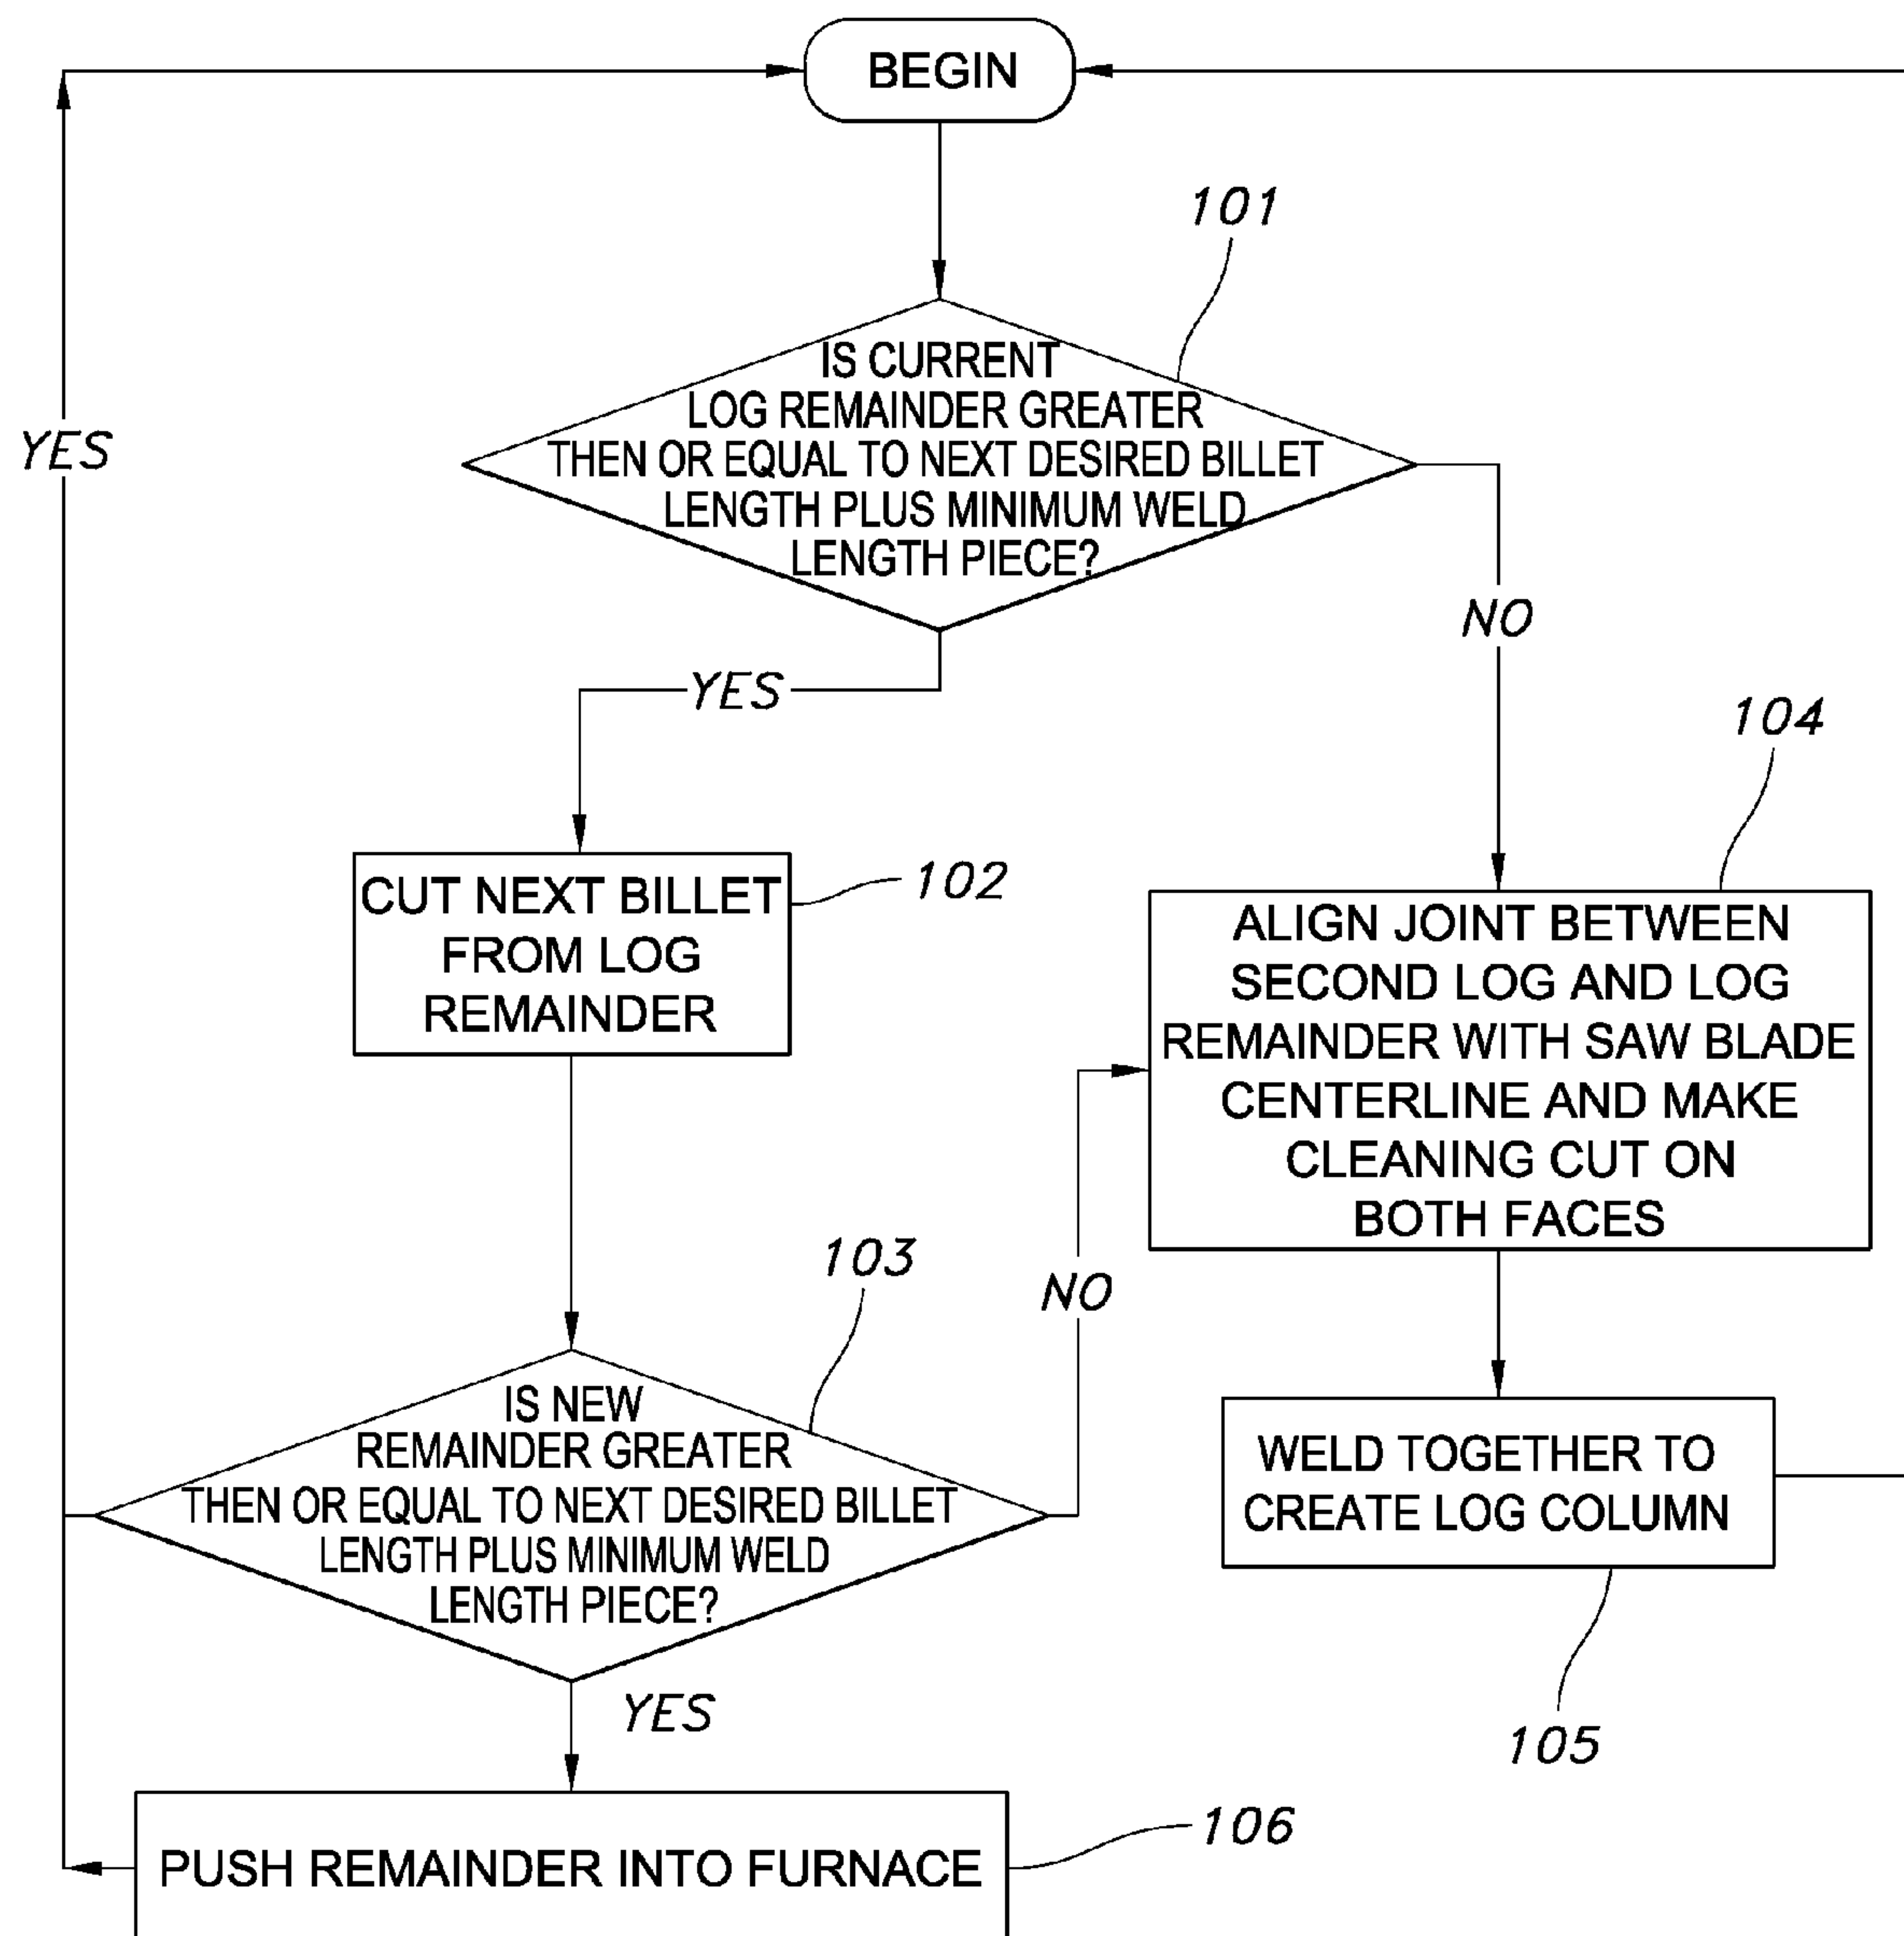 BEGIN
101
IS CURRENT
LOG REMAINDER GREATER
THEN OR EQUAL TO NEXT DESIRED BILLET
LENGTH PLUS MINIMUM WELD
LENGTH PIECE?
YES
NO
YES
104
102
CUT NEXT BILLET
FROM LOG
REMAINDER
ALIGN JOINT BETWEEN
SECOND LOG AND LOG
REMAINDER WITH SAW BLADE
CENTERLINE AND MAKE
CLEANING CUT ON
BOTH FACES
103
NO
IS NEW
REMAINDER GREATER
THEN OR EQUAL TO NEXT DESIRED BILLET
LENGTH PLUS MINIMUM WELD
LENGTH PIECE?
WELD TOGETHER TO
CREATE LOG COLUMN
YES
105
106
PUSH REMAINDER INTO FURNACE